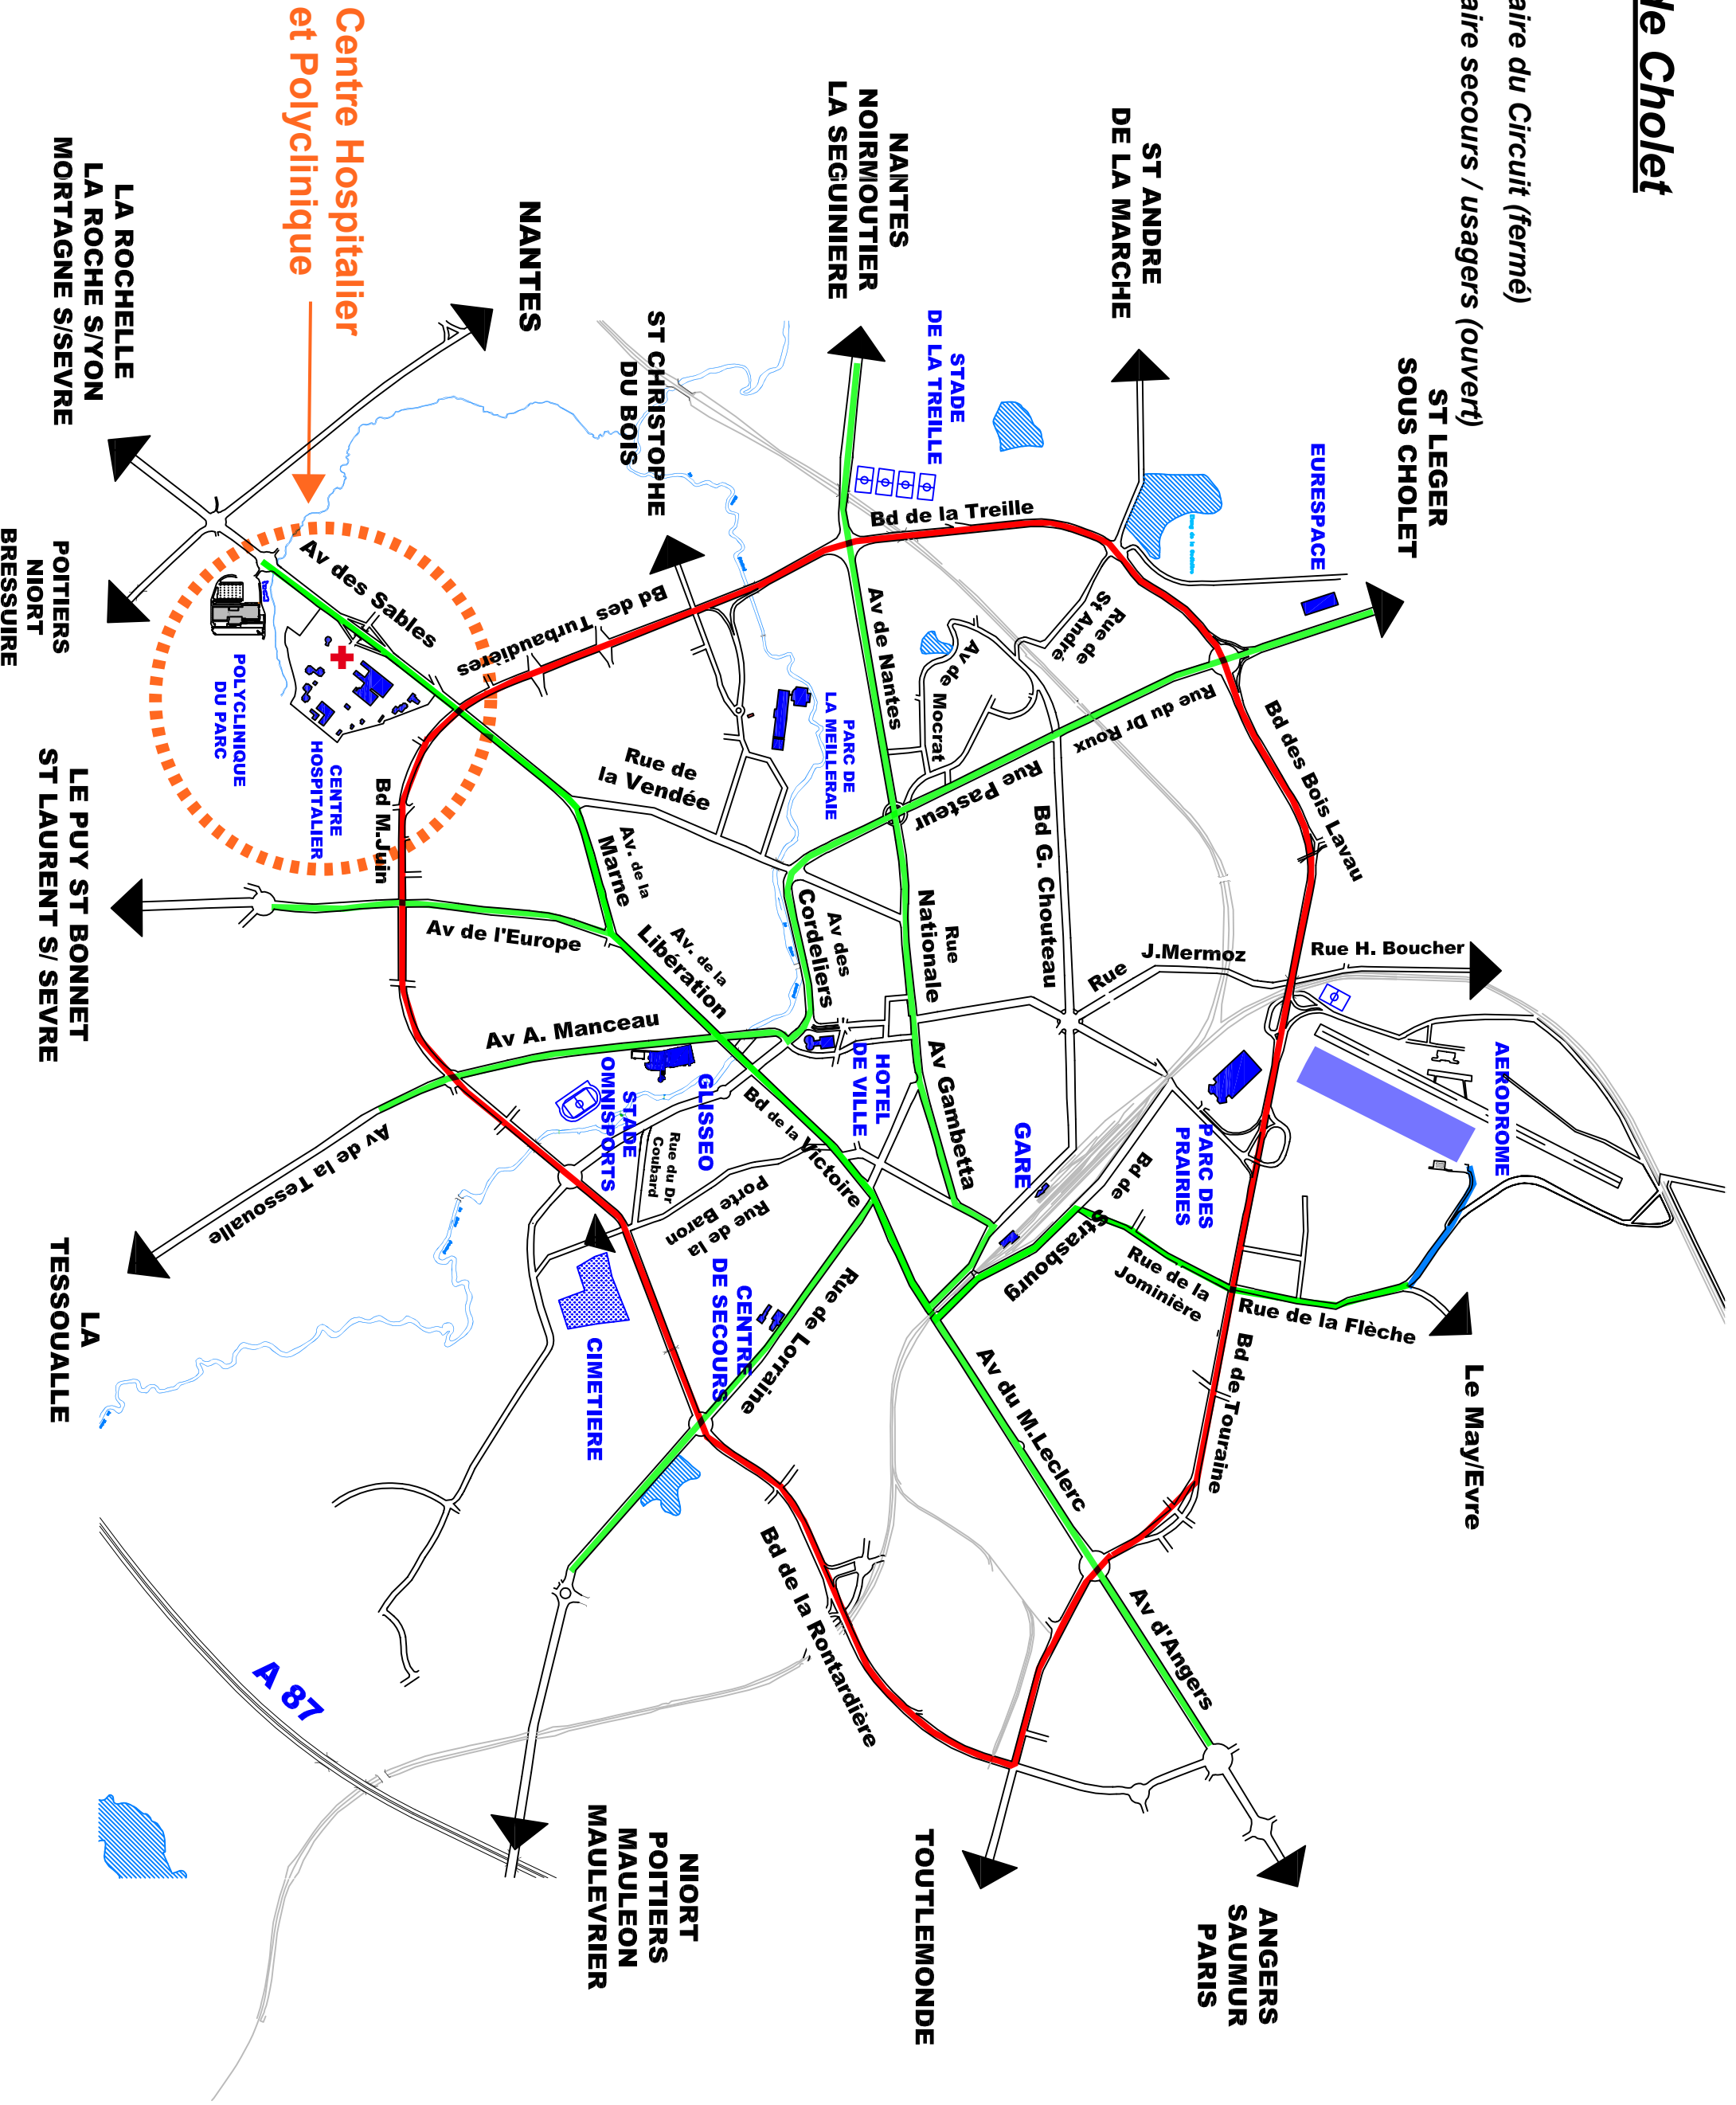 de Cholet
aire du Circuit (fermé)
aire secours / usagers (ouvert)
ST LEGER
SOUS CHOLET
EURESPACE
ST ANDRE
DE LA MARCHE
NANTES
NOIRMOUTIER
LA SEGUINIERE
STADE
DE LA TREILLE
ST CHRISTOPHE
DU BOIS
NANTES
Centre Hospitalier
et Polyclinique
LA ROCHELLE
LA ROCHE S/YON
MORTAGNE S/SEVRE
POITIERS
NIORT
BRESSUIRE
Bd de la Treille
Av des Sables
Bd des Turbaudieres
Av de Nantes
Rue de
St André
Av de
Mocrat
Rue du Dr Roux
Rue Pasteur
Bd des Bois Lavau
POLYCLINIQUE
DU PARC
CENTRE
HOSPITALIER
PARC DE
LA MEILLERAIE
Rue de
la Vendée
Bd M.Juin
Av. de la
Marne
Av de l'Europe
Av. de la
Libération
Av des
Cordeliers
Rue
Nationale
Bd G. Chouteau
Rue
J.Mermoz
Rue H. Boucher
LE PUY ST BONNET
ST LAURENT S/ SEVRE
Av A. Manceau
HOTEL
DE VILLE
Av Gambetta
GARE
PARC DES
PRAIRIES
AERODROME
GLISSEO
STADE
OMNISPORTS
Bd de la Victoire
Rue du Dr
Coubard
Rue de la
Porte Baron
Bd de
Strasbourg
Rue de la
Jominière
Rue de la Flèche
Le May/Evre
Av de la Tessoualle
LA
TESSOUALLE
CIMETIERE
CENTRE
DE SECOURS
Rue de Lorraine
Av du M.Leclerc
Bd de Touraine
Bd de la Rontardière
Av d'Angers
A 87
NIORT
POITIERS
MAULEON
MAULEVRIER
TOUTLEMONDE
ANGERS
SAUMUR
PARIS